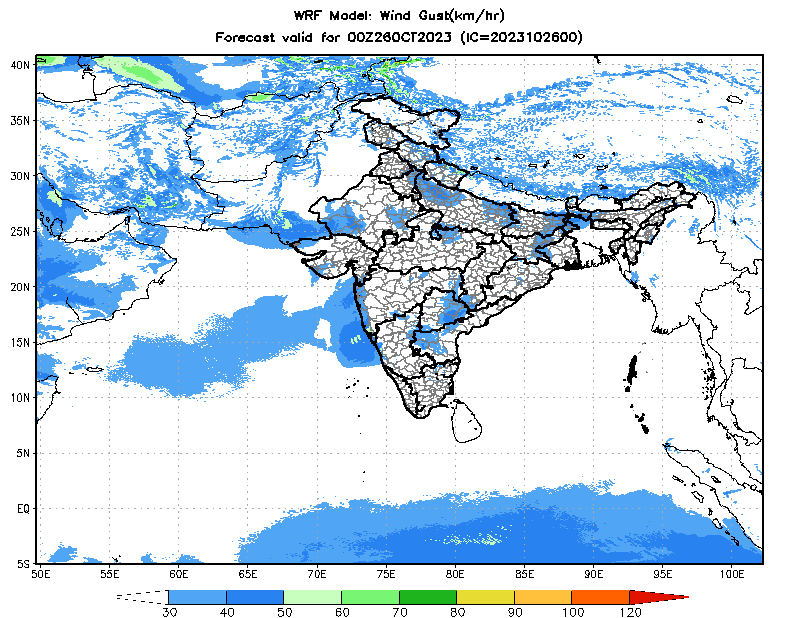 WRF Model: Wind Gust(km/hr)
Forecast valid for 00Z26OCT2023 (IC=2023102600)
40N
35N
30N
25N
20N
15N
10N
5N
EQ
5S
50E 55E 60E 65E 70E 75E 80E 85E 90E 95E 100E
30 40 50 60 70 80 90 100 120